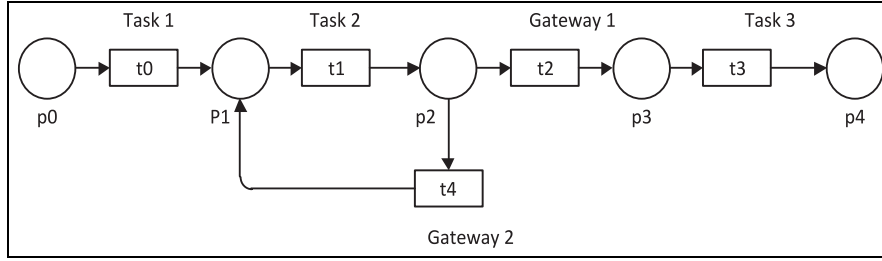 Task 1 Task 2 Gateway 1 Task 3
t0 t1 t2 t3
p0 P1 p2 p3 p4
t4
Gateway 2